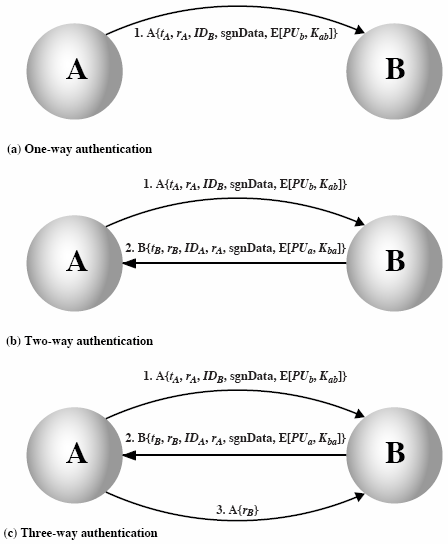 1. A{tA, rA, IDB, sgnData, E[PUb, Kab]}
A
B
(a) One-way authentication
1. A{tA, rA, IDB, sgnData, E[PUb, Kab]}
2. B{tB, rB, IDA, rA, sgnData, E[PUa, Kba]}
A
B
(b) Two-way authentication
1. A{tA, rA, IDB, sgnData, E[PUb, Kab]}
2. B{tB, rB, IDA, rA, sgnData, E[PUa, Kba]}
A
B
3. A{rB}
(c) Three-way authentication